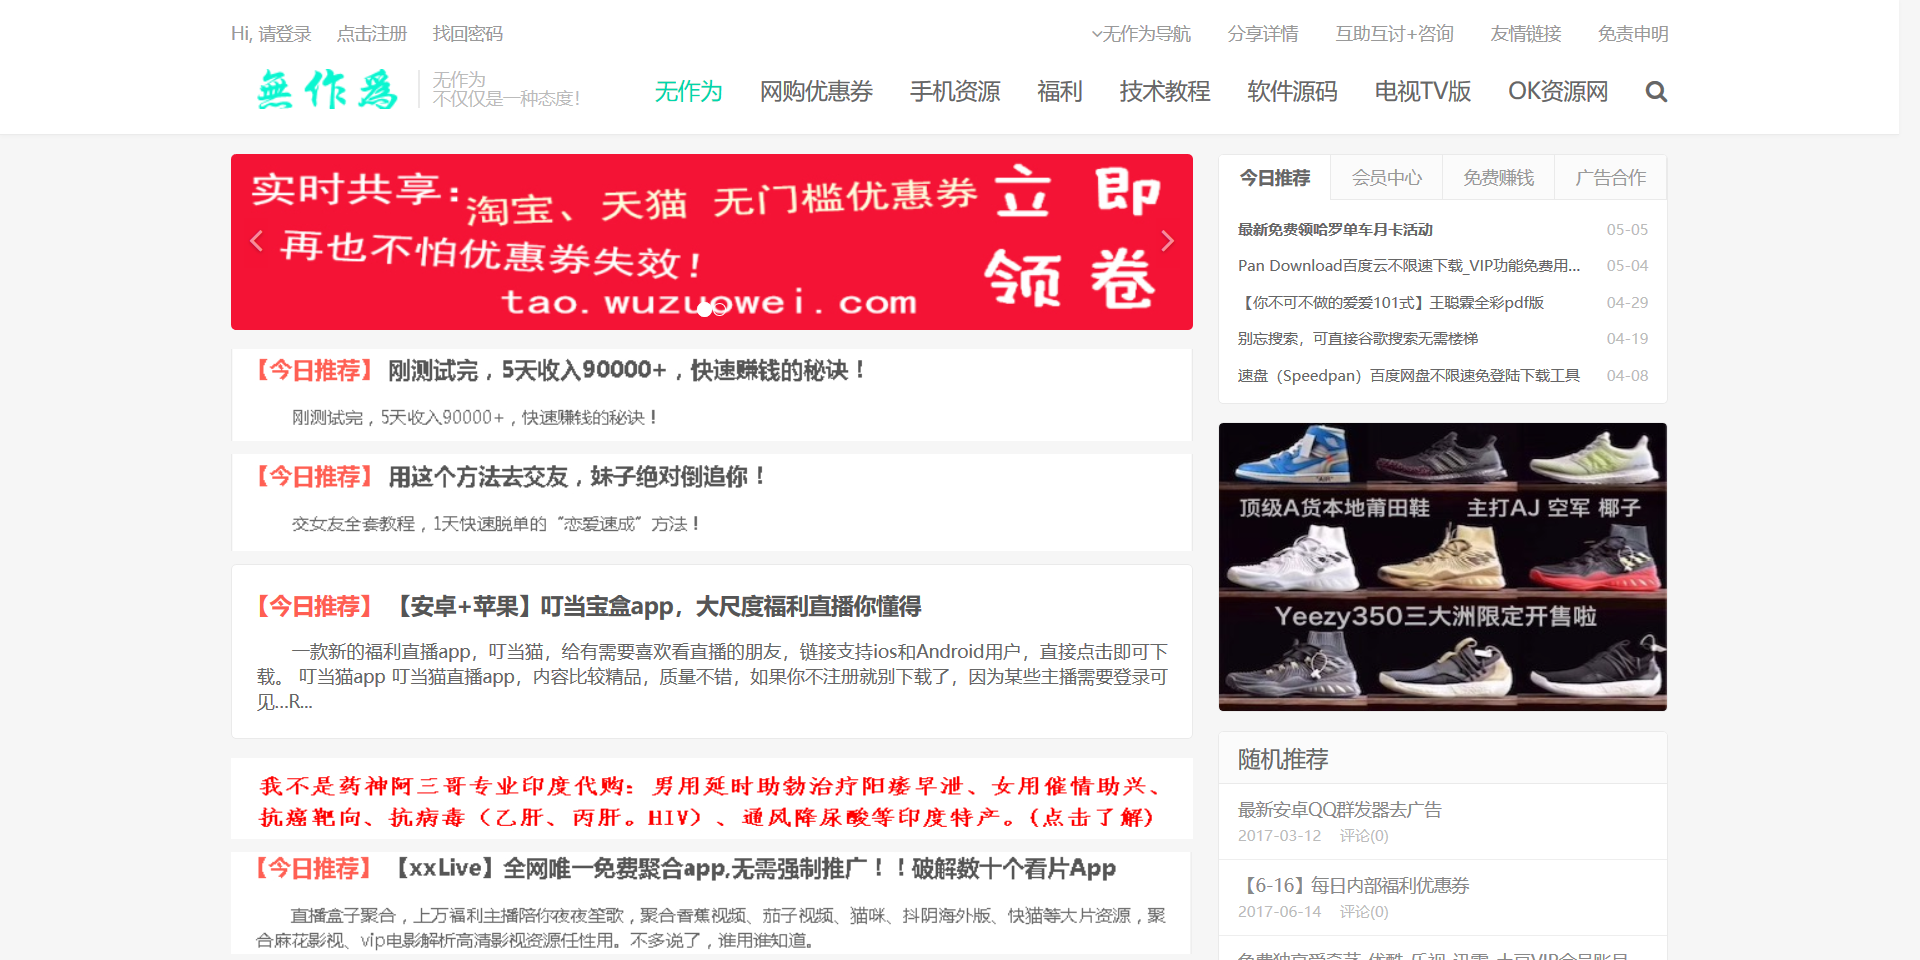 Hi, 请登录 点击注册 找回密码
无作为导航 分享详情 互助互讨+咨询 友情链接 免责申明
無作為
无作为
不仅仅是一种态度!
无作为 网购优惠券 手机资源 福利 技术教程 软件源码 电视TV版 OK资源网
实时共享:淘宝、天猫 无门槛优惠券
再也不怕优惠券失效!
tao.wuzuowei.com
立即
领卷
【今日推荐】 刚测试完，5天收入90000+，快速赚钱的秘诀！
刚测试完，5天收入90000+，快速赚钱的秘诀！
【今日推荐】 用这个方法去交友，妹子绝对倒追你！
交女友全套教程，1天快速脱单的“恋爱速成”方法！
【今日推荐】 【安卓+苹果】叮当宝盒app，大尺度福利直播你懂得
一款新的福利直播app，叮当猫，给有需要喜欢看直播的朋友，链接支持ios和Android用户，直接点击即可下
载。 叮当猫app 叮当猫直播app，内容比较精品，质量不错，如果你不注册就别下载了，因为某些主播需要登录可
见...R...
我不是药神阿三哥专业印度代购: 男用延时助勃治疗阳痿早泄、女用催情助兴、
抗癌靶向、抗病毒（乙肝、丙肝。HIV）、通风降尿酸等印度特产。(点击了解)
【今日推荐】 【xxLive】全网唯一免费聚合app,无需强制推广！！破解数十个看片App
直播盒子聚合，上万福利主播陪你夜夜笙歌，聚合香蕉视频、茄子视频、猫咪、抖阴海外版、快猫等大片资源，聚
合麻花影视、vip电影解析高清影视资源任性用。不多说了，谁用谁知道。
今日推荐 会员中心 免费赚钱 广告合作
最新免费领哈罗单车月卡活动 05-05
Pan Download百度云不限速下载_VIP功能免费用... 05-04
【你不可不做的爱爱101式】王聪霖全彩pdf版 04-29
别忘搜索，可直接谷歌搜索无需楼梯 04-19
速盘（Speedpan）百度网盘不限速免登陆下载工具 04-08
顶级A货本地莆田鞋 主打AJ 空军 椰子
Yeezy350三大洲限定开售啦
随机推荐
最新安卓QQ群发器去广告
2017-03-12 评论(0)
【6-16】每日内部福利优惠券
2017-06-14 评论(0)
免费独享爱奇艺-优酷-乐视-迅雷-土豆VIP会员账号